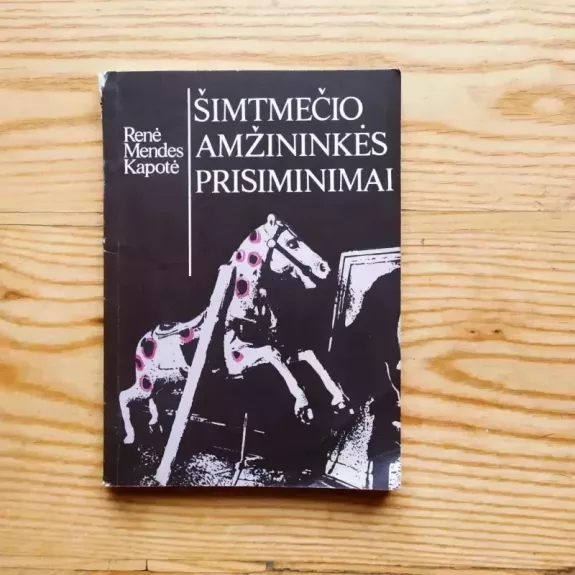 Renė
Mendes
Kapotė
ŠIMTMEČIO
AMŽININKĖS
PRISIMINIMAI